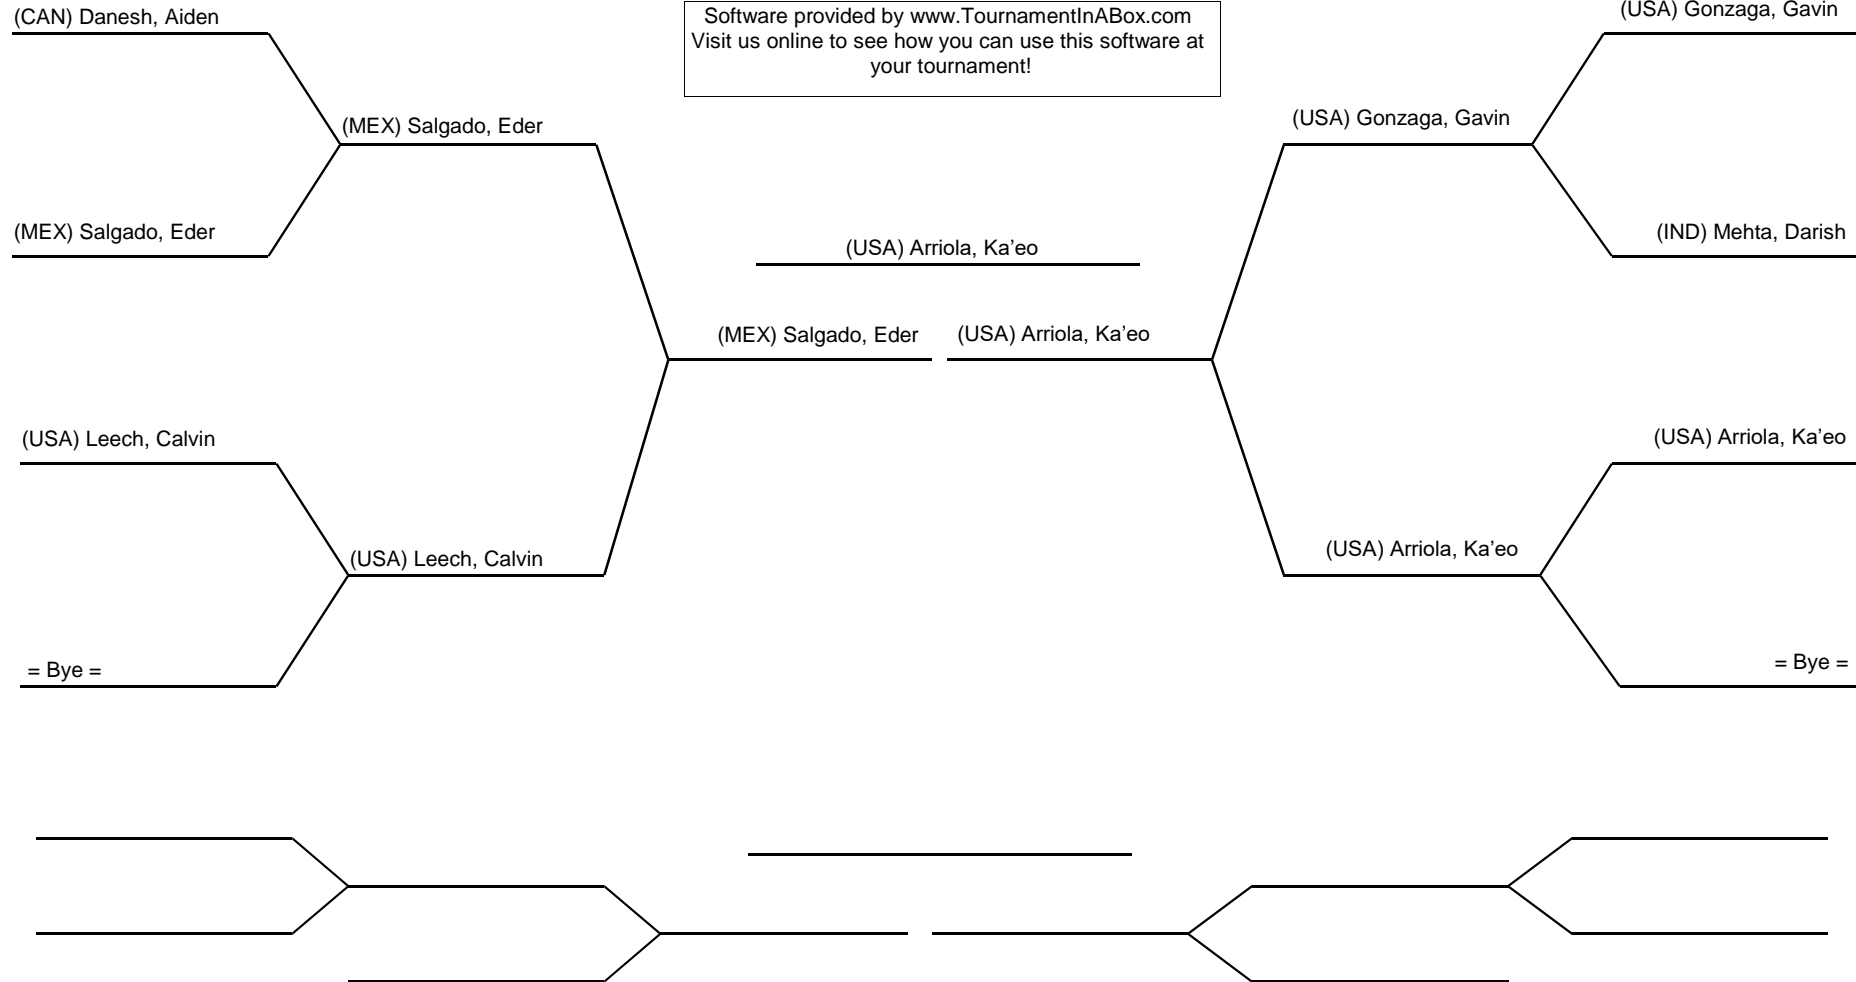 (CAN) Danesh, Aiden
Software provided by www.TournamentInABox.com
Visit us online to see how you can use this software at
your tournament!
(USA) Gonzaga, Gavin
(MEX) Salgado, Eder
(USA) Gonzaga, Gavin
(MEX) Salgado, Eder
(USA) Arriola, Ka’eo
(IND) Mehta, Darish
(MEX) Salgado, Eder
(USA) Arriola, Ka’eo
(USA) Leech, Calvin
(USA) Arriola, Ka’eo
(USA) Leech, Calvin
(USA) Arriola, Ka’eo
= Bye =
= Bye =